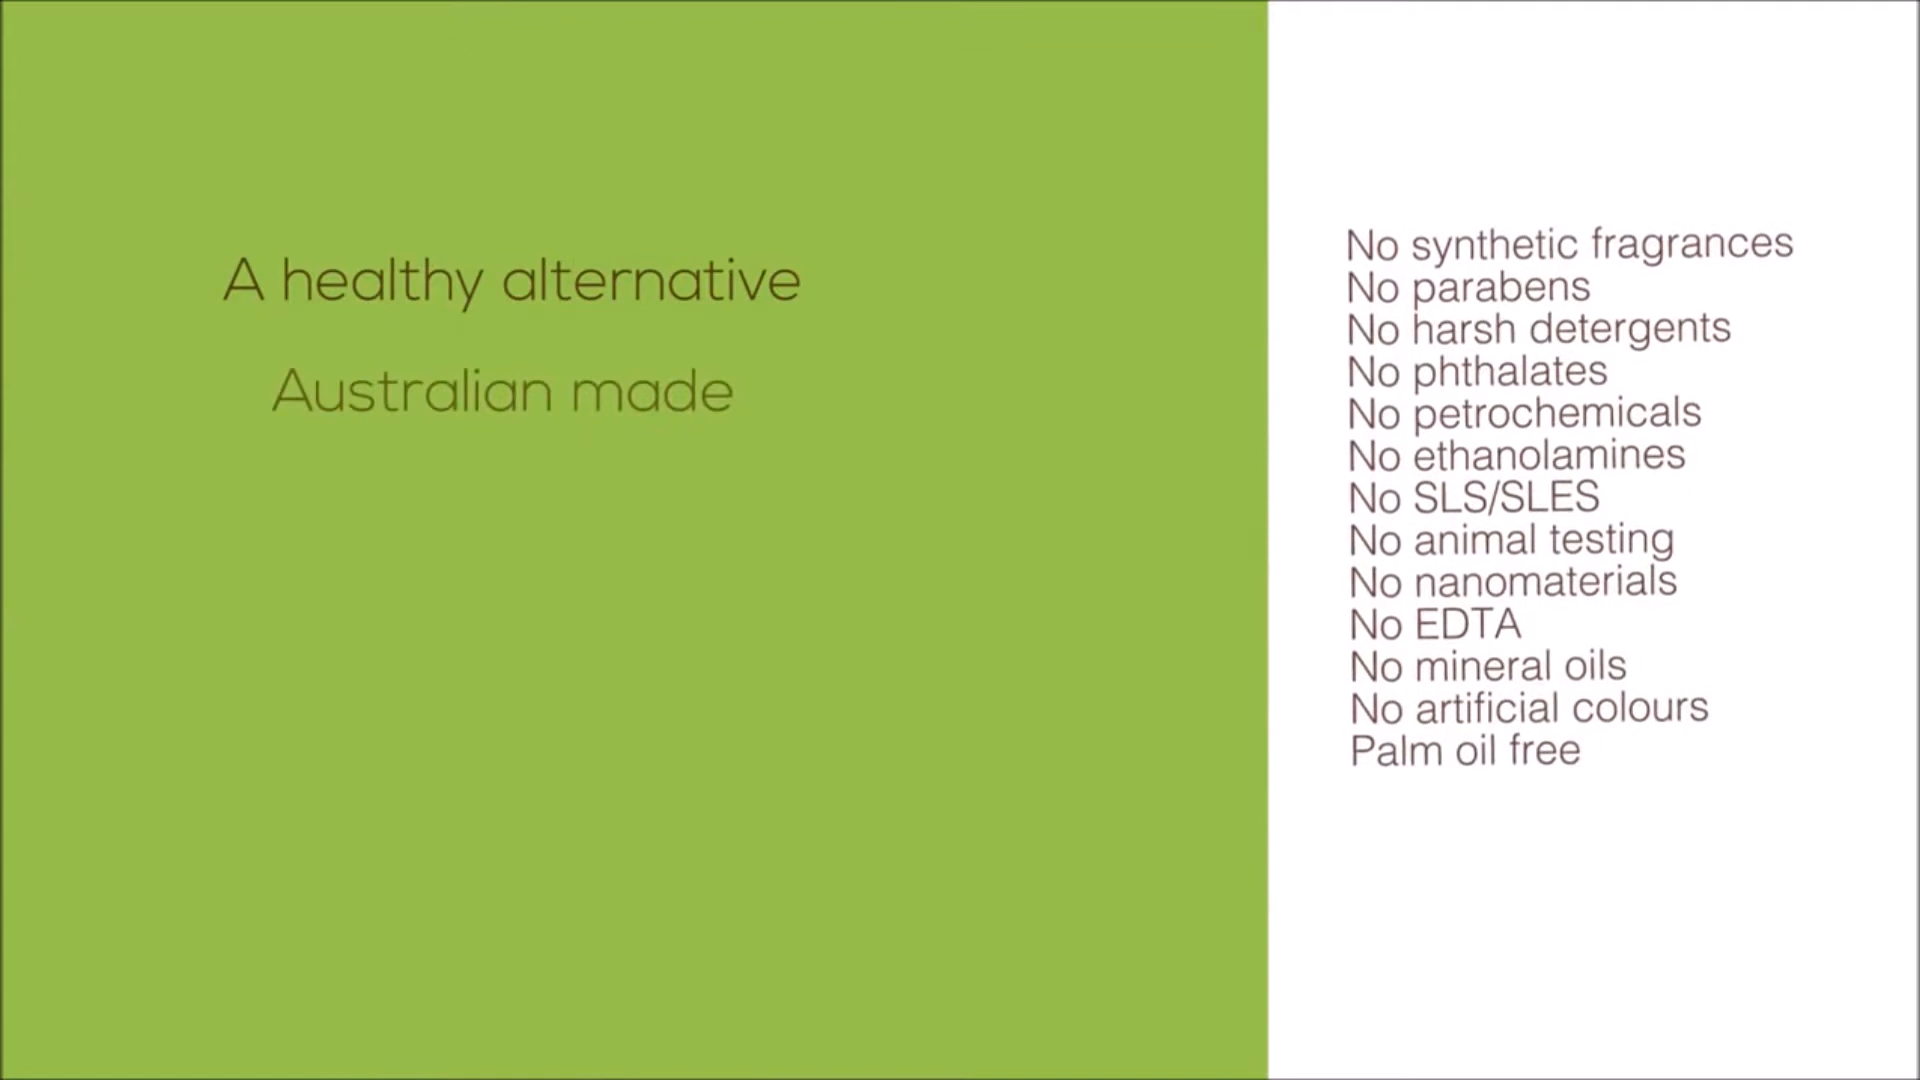 A healthy alternative
Australian made
No synthetic fragrances
No parabens
No harsh detergents
No phthalates
No petrochemicals
No ethanolamines
No SLS/SLES
No animal testing
No nanomaterials
No EDTA
No mineral oils
No artificial colours
Palm oil free